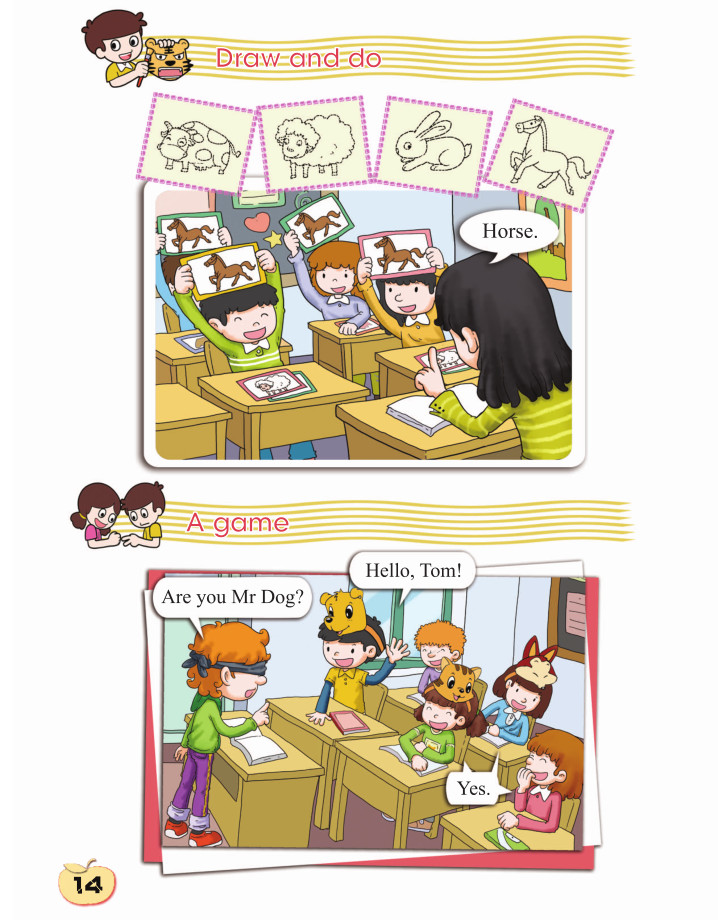 Draw and do
Horse.
A game
Hello, Tom!
Are you Mr Dog?
Yes.
14